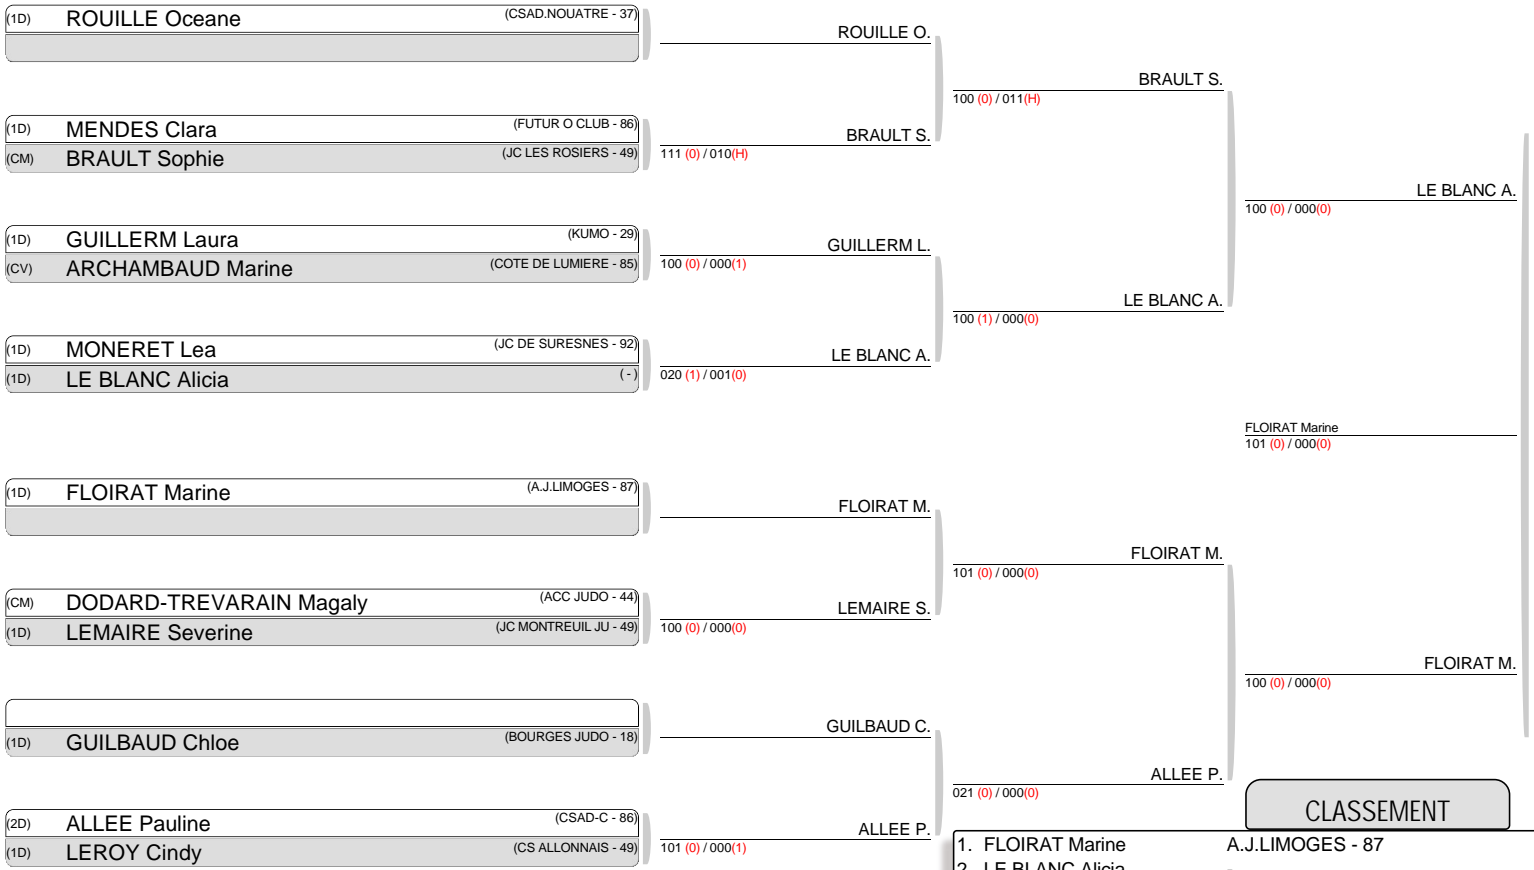 (1D) ROUILLE Oceane (CSAD.NOUATRE - 37)
ROUILLE O.
BRAULT S.
100 (0) / 011(H)
(1D) MENDES Clara (FUTUR O CLUB - 86)
(CM) BRAULT Sophie (JC LES ROSIERS - 49)
BRAULT S.
111 (0) / 010(H)
LE BLANC A.
100 (0) / 000(0)
(1D) GUILLERM Laura (KUMO - 29)
(CV) ARCHAMBAUD Marine (COTE DE LUMIERE - 85)
GUILLERM L.
100 (0) / 000(1)
LE BLANC A.
100 (1) / 000(0)
(1D) MONERET Lea (JC DE SURESNES - 92)
(1D) LE BLANC Alicia ( - )
LE BLANC A.
020 (1) / 001(0)
FLOIRAT Marine
101 (0) / 000(0)
(1D) FLOIRAT Marine (A.J.LIMOGES - 87)
FLOIRAT M.
FLOIRAT M.
101 (0) / 000(0)
(CM) DODARD-TREVARAIN Magaly (ACC JUDO - 44)
(1D) LEMAIRE Severine (JC MONTREUIL JU - 49)
LEMAIRE S.
100 (0) / 000(0)
FLOIRAT M.
100 (0) / 000(0)
(1D) GUILBAUD Chloe (BOURGES JUDO - 18)
GUILBAUD C.
ALLEE P.
021 (0) / 000(0)
(2D) ALLEE Pauline (CSAD-C - 86)
(1D) LEROY Cindy (CS ALLONNAIS - 49)
ALLEE P.
101 (0) / 000(1)
CLASSEMENT
1. FLOIRAT Marine A.J.LIMOGES - 87
2. LE BLANC Alicia -